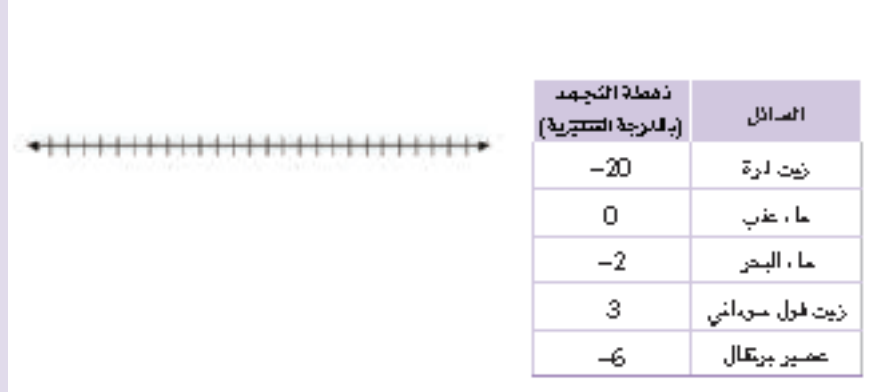 السائل	نقطة التجمد
(بالدرجة المئوية)
زيت ذرة	–20
ماء عذب	0
ماء البحر	–2
زيت فول سوداني	3
عصير برتقال	–6